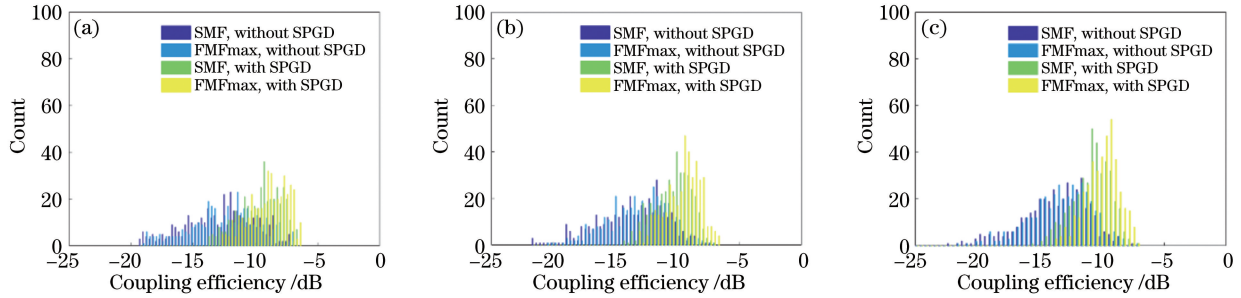 (a)
100
80
60
40
20
0
Count
SMF, without SPGD
FMFmax, without SPGD
SMF, with SPGD
FMFmax, with SPGD
−25 −20 −15 −10 −5 0
Coupling efficiency /dB
(b)
100
80
60
40
20
0
Count
SMF, without SPGD
FMFmax, without SPGD
SMF, with SPGD
FMFmax, with SPGD
−25 −20 −15 −10 −5 0
Coupling efficiency /dB
(c)
100
80
60
40
20
0
Count
SMF, without SPGD
FMFmax, without SPGD
SMF, with SPGD
FMFmax, with SPGD
−25 −20 −15 −10 −5 0
Coupling efficiency /dB